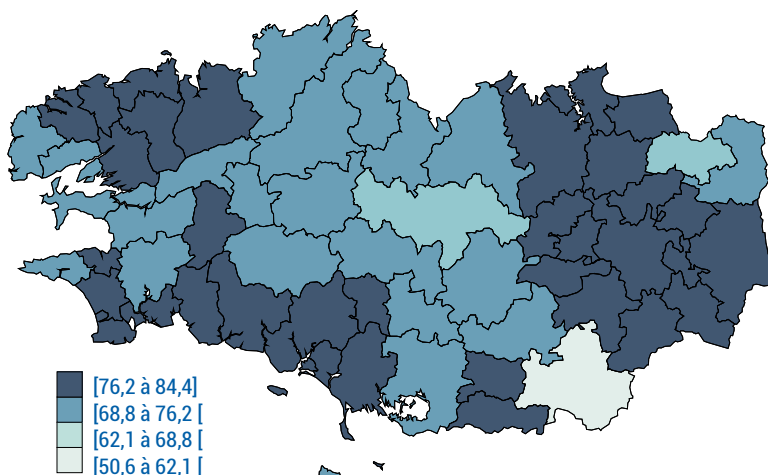 [76,2 à 84,4]
[68,8 à 76,2 [
[62,1 à 68,8 [
[50,6 à 62,1 [